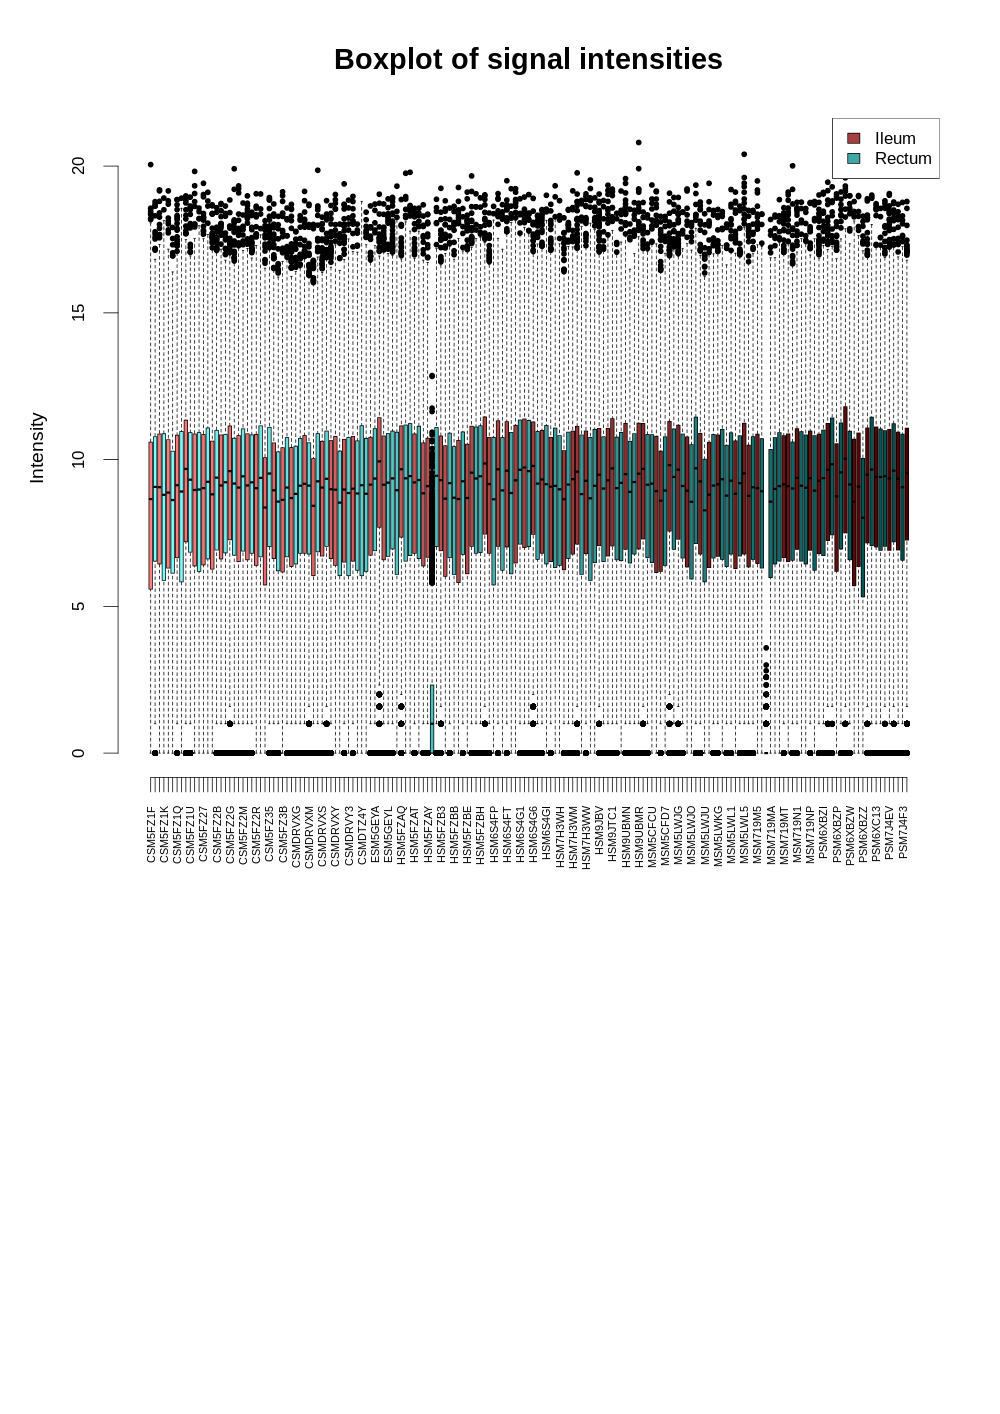 Boxplot of signal intensities
Ileum
Rectum
Intensity
20
15
10
5
0
CSM5FZ1F
CSM5FZ1K
CSM5FZ1Q
CSM5FZ1U
CSM5FZ27
CSM5FZ2B
CSM5FZ2G
CSM5FZ2M
CSM5FZ2R
CSM5FZ35
CSM5FZ3B
CSMDRVXG
CSMDRVXM
CSMDRVXS
CSMDRVXY
CSMDRVY3
CSMDTZ4Y
ESM5GEYA
ESM5GEYL
HSM5FZAQ
HSM5FZAT
HSM5FZAY
HSM5FZB3
HSM5FZBB
HSM5FZBE
HSM5FZBH
HSM6S4FP
HSM6S4FT
HSM6S4G1
HSM6S4G6
HSM6S4GI
HSM7H3WH
HSM7H3WM
HSM7H3WW
HSM9JBV
HSM9JTC1
HSM9UBMN
HSM9UBMR
MSM5CFCU
MSM5CFD7
MSM5LWJG
MSM5LWJO
MSM5LWJU
MSM5LWKG
MSM5LWL1
MSM5LWL5
MSM719M5
MSM719MA
MSM719MT
MSM719N1
MSM719NP
PSM6XBZI
PSM6XBZP
PSM6XBZW
PSM6XBZZ
PSM6XC13
PSM7J4EV
PSM7J4F3